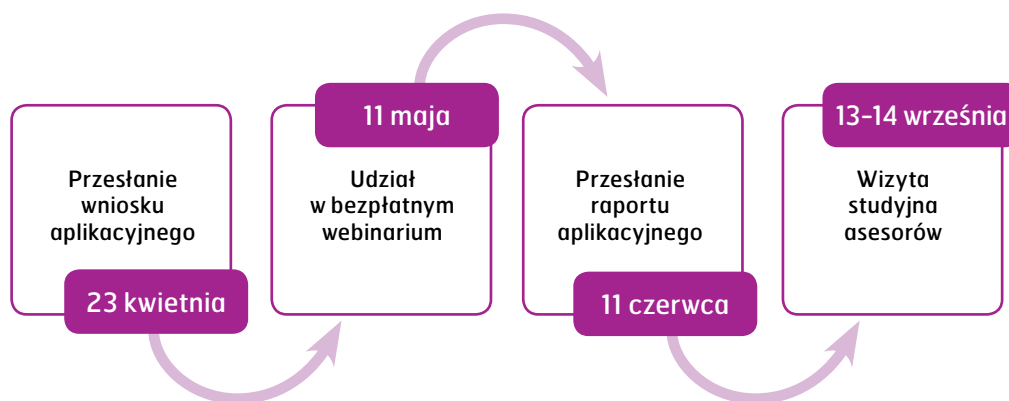 Przesłanie
wniosku
aplikacyjnego
23 kwietnia
11 maja
Udział
w bezpłatnym
webinarium
Przesłanie
raportu
aplikacyjnego
11 czerwca
13-14 września
Wizyta
studyjna
asesorów